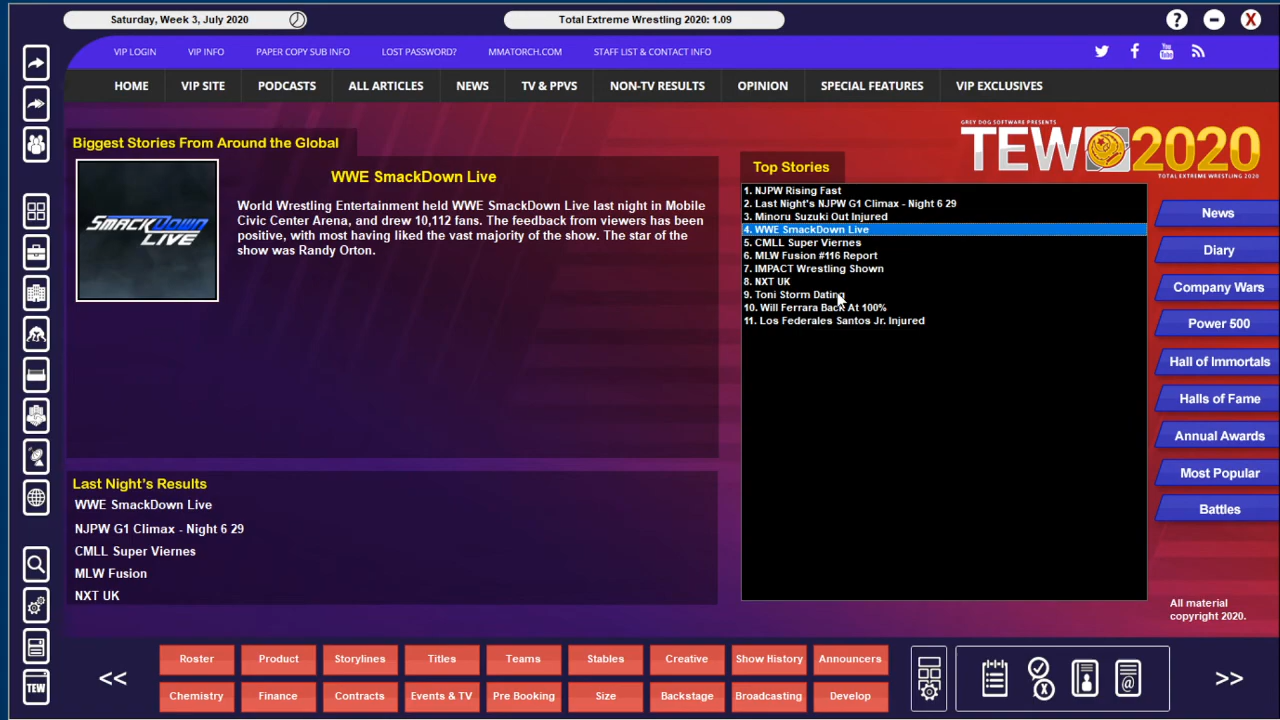 Saturday, Week 3, July 2020
Total Extreme Wrestling 2020: 1.09
?
VIP LOGIN
VIP INFO
PAPER COPY SUB INFO
LOST PASSWORD?
MMATORCH.COM
STAFF LIST & CONTACT INFO
You
Tube
HOME
VIP SITE
PODCASTS
ALL ARTICLES
NEWS
TV & PPVS
NON-TV RESULTS
OPINION
SPECIAL FEATURES
VIP EXCLUSIVES
GREY DOG SOFTWARE PRESENTS
TEW 2020
TOTAL EXTREME WRESTLING 2020
Biggest Stories From Around the Global
SMACKDOWN
LIVE
WWE SmackDown Live
World Wrestling Entertainment held WWE SmackDown Live last night in Mobile
Civic Center Arena, and drew 10,112 fans. The feedback from viewers has been
positive, with most having liked the vast majority of the show. The star of the
show was Randy Orton.
Top Stories
1. NJPW Rising Fast
2. Last Night's NJPW G1 Climax - Night 6 29
3. Minoru Suzuki Out Injured
4. WWE SmackDown Live
5. CMLL Super Viernes
6. MLW Fusion #116 Report
7. IMPACT Wrestling Shown
8. NXT UK
9. Toni Storm Dating
10. Will Ferrara Back At 100%
11. Los Federales Santos Jr. Injured
News
Diary
Company Wars
Power 500
Hall of Immortals
Halls of Fame
Annual Awards
Most Popular
Battles
Last Night's Results
WWE SmackDown Live
NJPW G1 Climax - Night 6 29
CMLL Super Viernes
MLW Fusion
NXT UK
All material
copyright 2020.
TEW
<<
Roster
Product
Storylines
Titles
Teams
Stables
Creative
Show History
Announcers
Chemistry
Finance
Contracts
Events & TV
Pre Booking
Size
Backstage
Broadcasting
Develop
>>